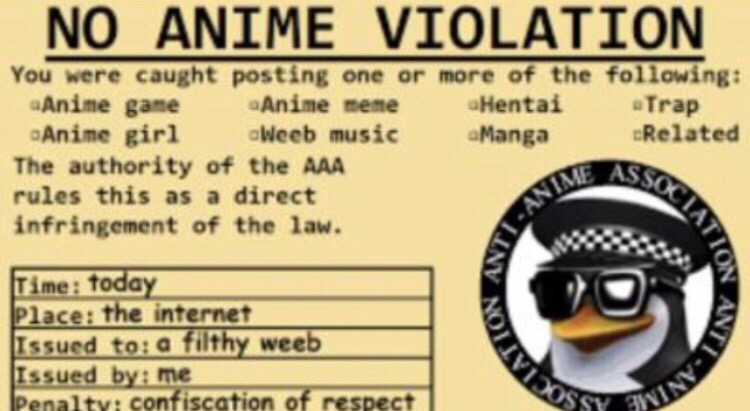 NO ANIME VIOLATION
You were caught posting one or more of the following:
▫Anime game ▫Anime meme ▫Hentai ▫Trap
▫Anime girl ▫Weeb music ▫Manga ▫Related
The authority of the AAA
rules this as a direct
infringement of the law.
Time: today
Place: the internet
Issued to: a filthy weeb
Issued by: me
Penalty: confiscation of respect
ANTI-ANIME ASSOCIATION ANTI-ANIME ASSOCIATION